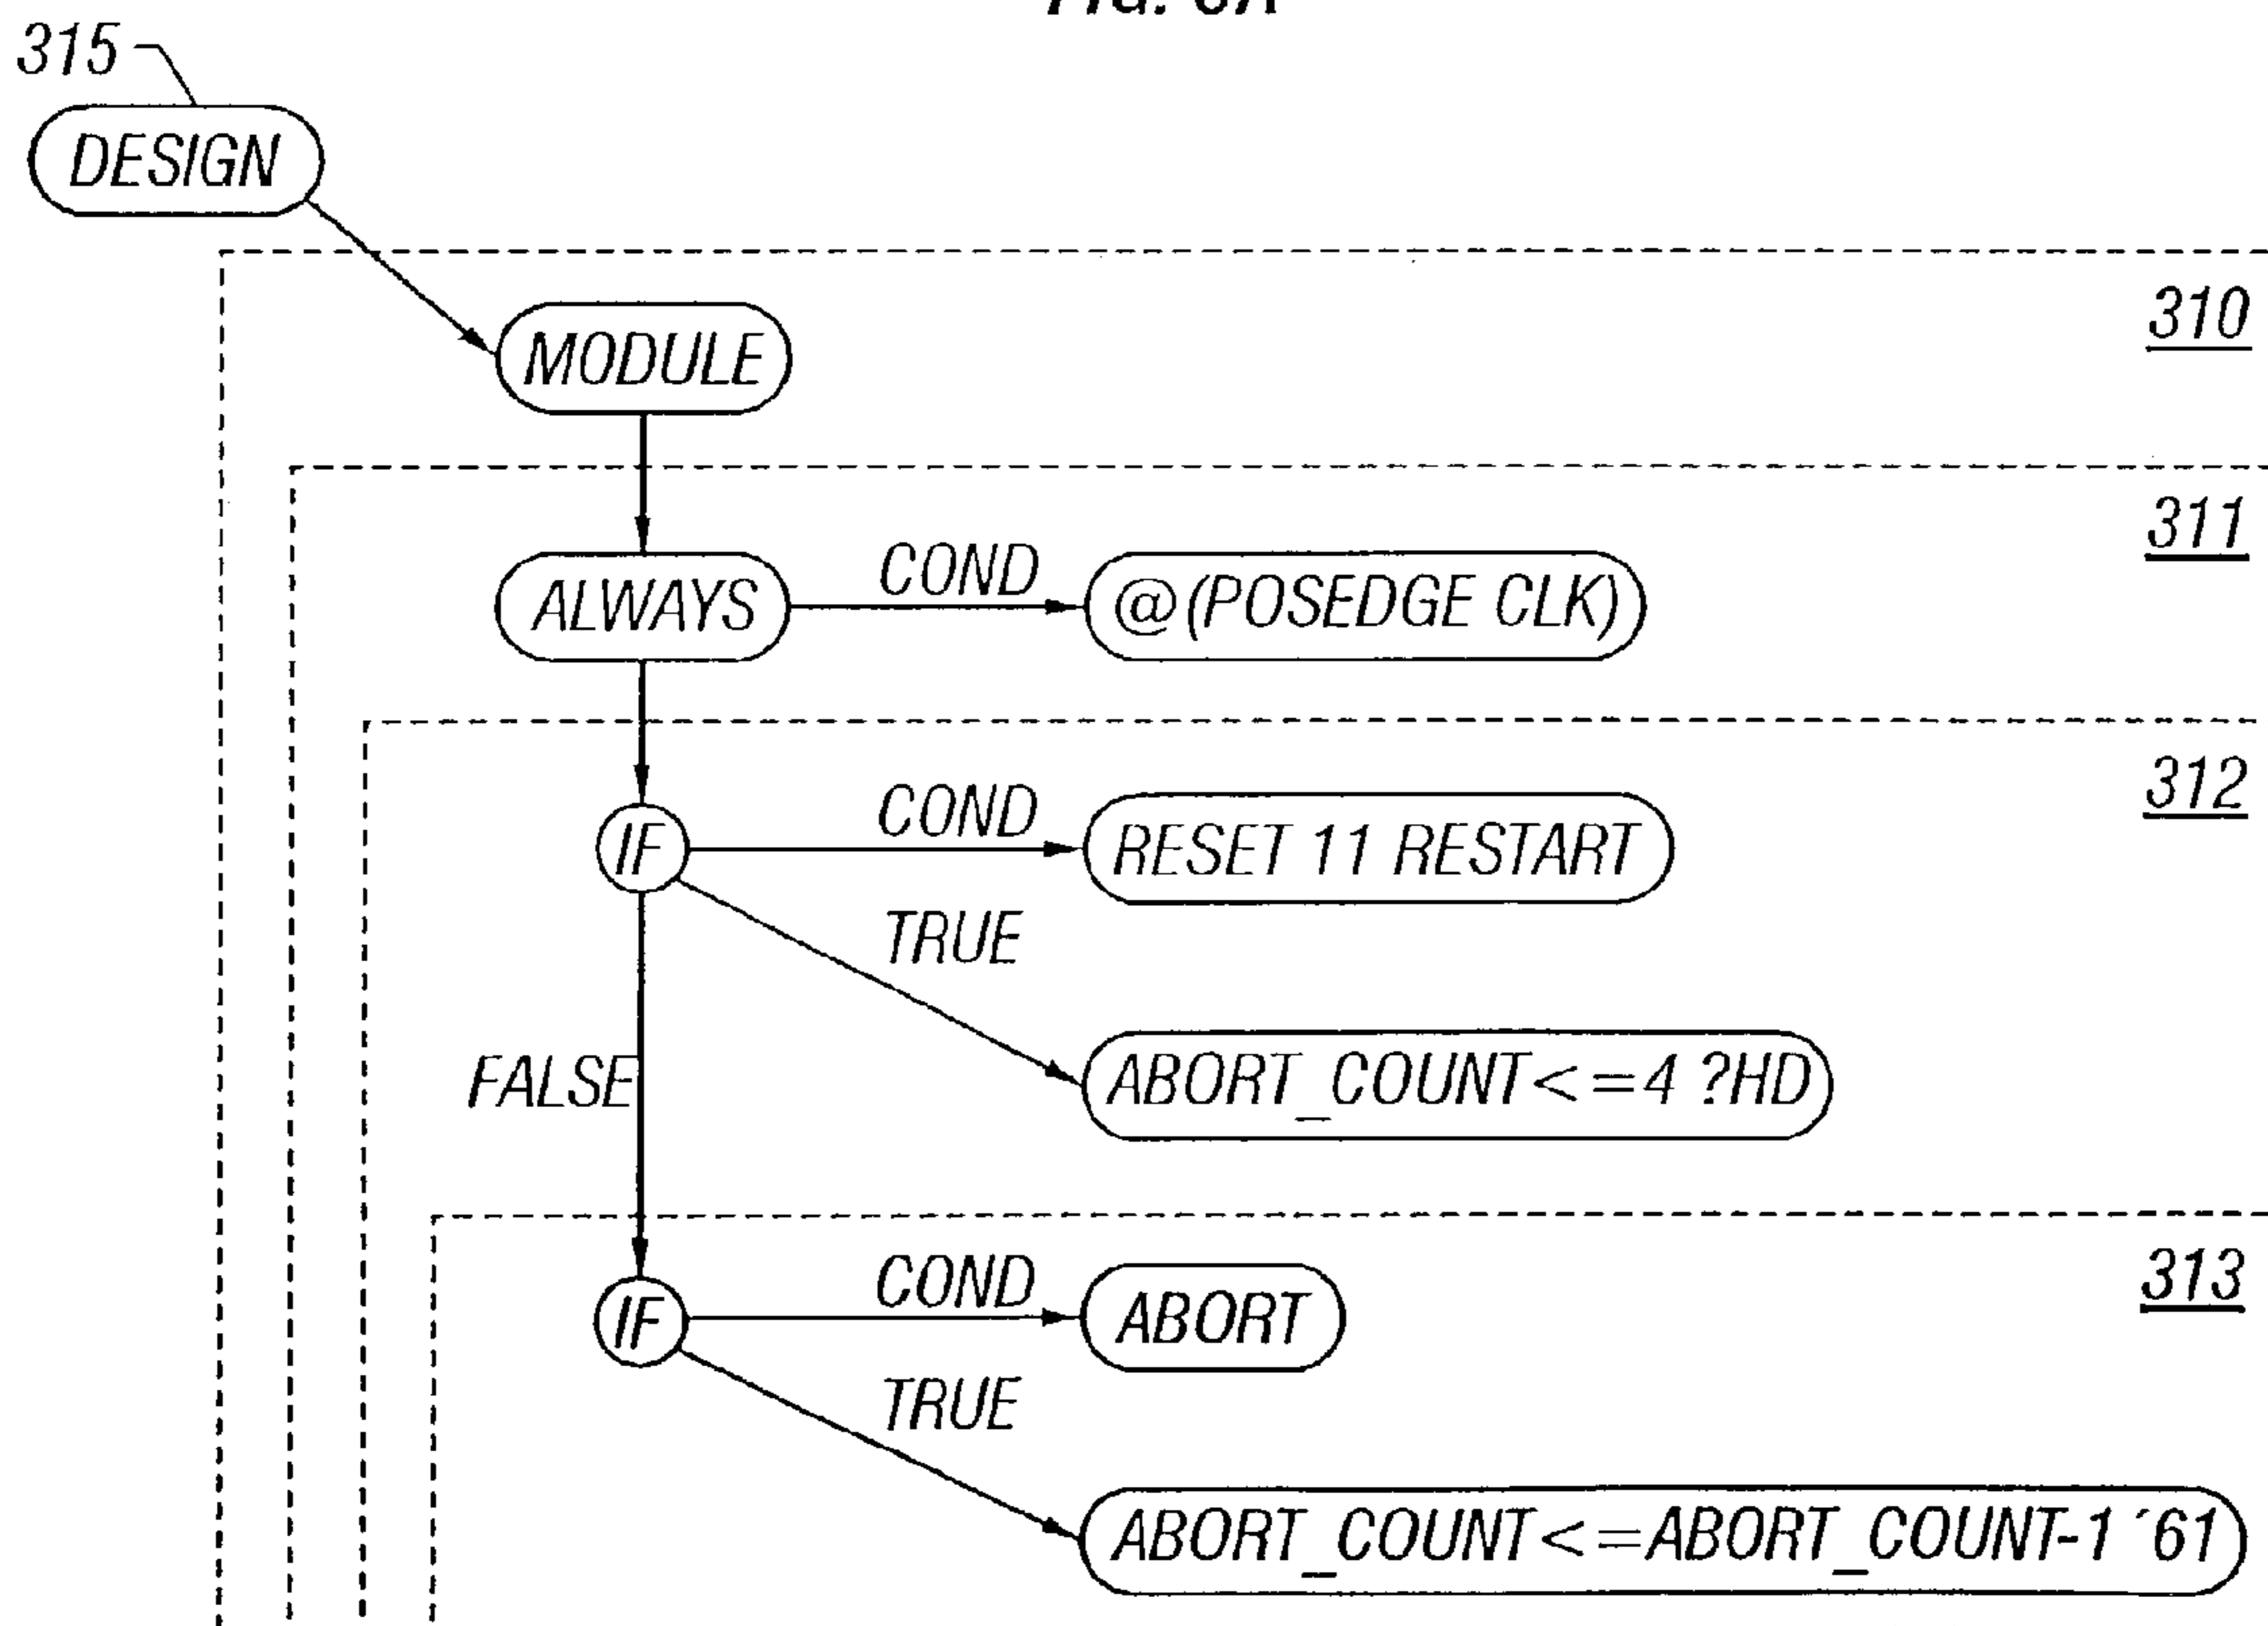 315
DESIGN
310
MODULE
311
ALWAYS COND @(POSEDGE CLK)
312
IF COND RESET 11 RESTART
TRUE
FALSE ABORT_COUNT<=4 ?HD
313
IF COND ABORT
TRUE
ABORT_COUNT<=ABORT_COUNT-1 ´61